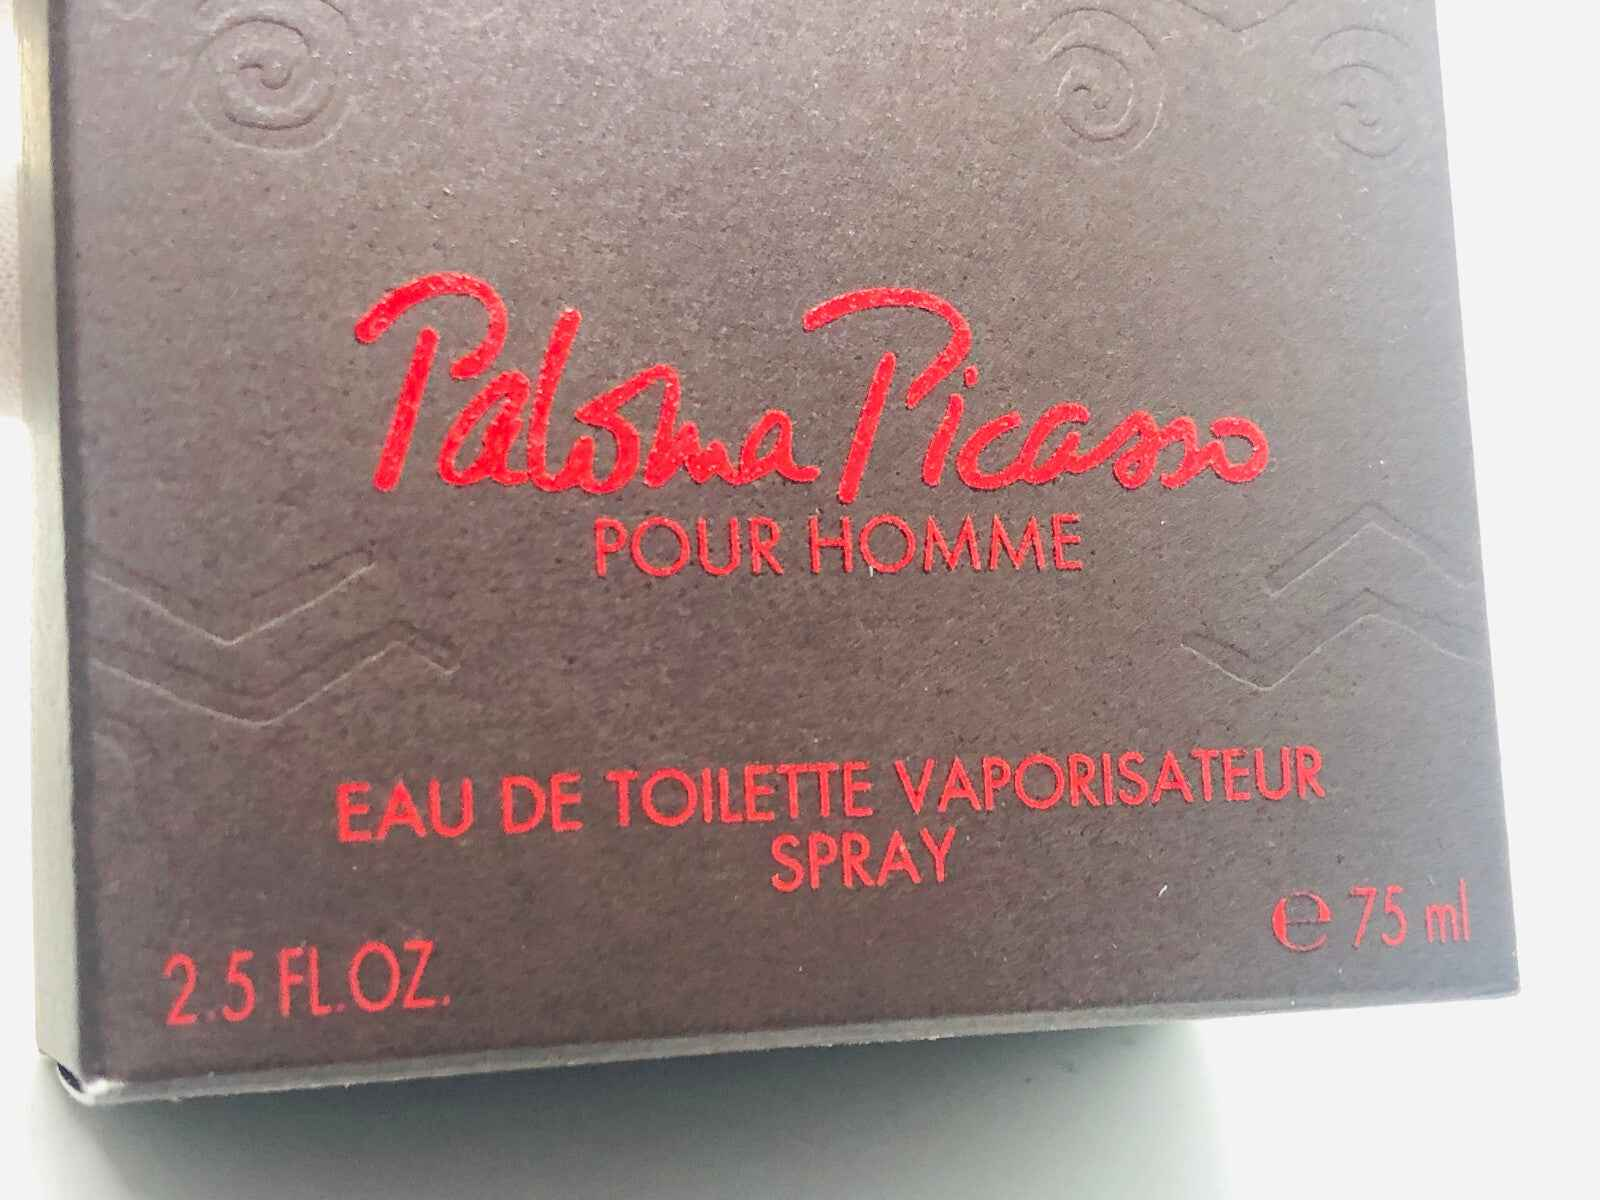 Paloma Picasso
POUR HOMME
EAU DE TOILETTE VAPORISATEUR
SPRAY
2.5 FL.OZ.
℮ 75 ml